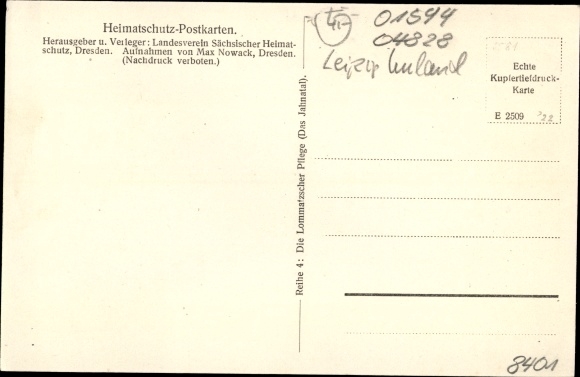 Heimatschutz-Postkarten.
Herausgeber u. Verleger: Landesverein Sächsischer Heimat-
schutz, Dresden. Aufnahmen von Max Nowack, Dresden.
(Nachdruck verboten.)
01594
04828
Leipzig Umland
Echte
Kupfertiefdruck-
Karte
E 2509
Reihe 4: Die Lommatzscher Pflege (Das Jahnatal).
8401